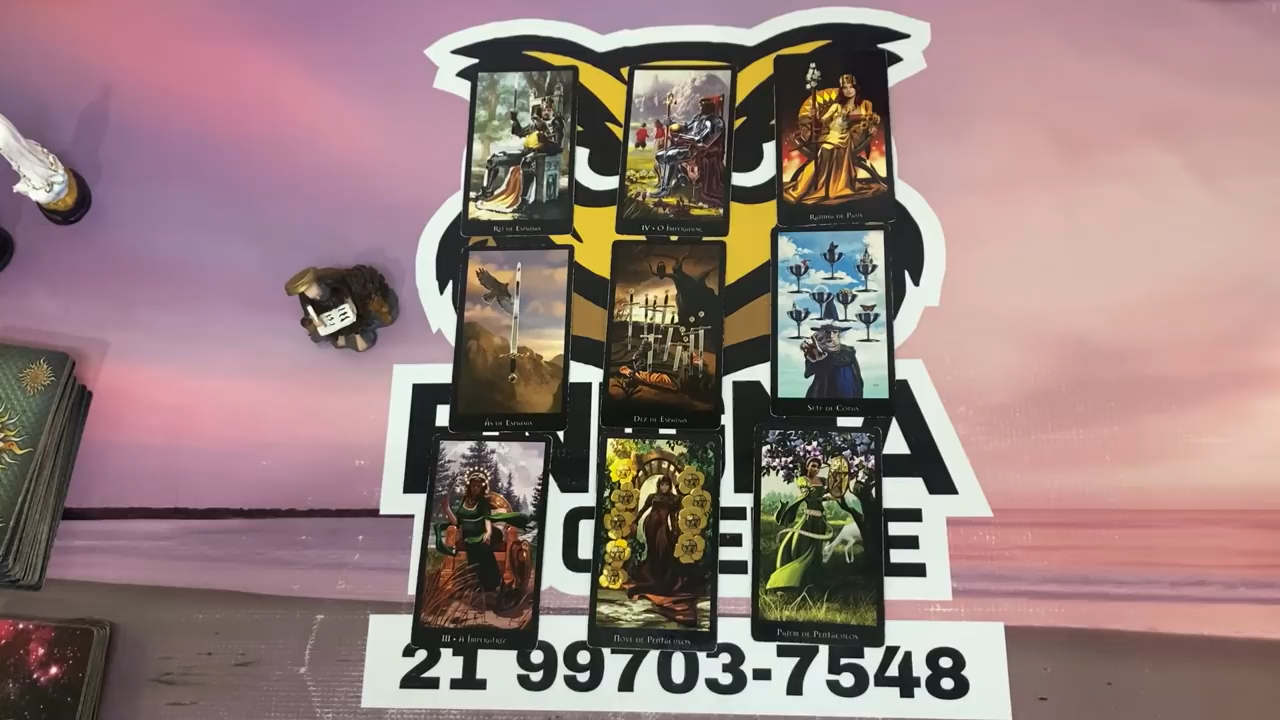 Rei de Espadas
IV • O Imperador
Rainha de Paus
Ás de Espadas
Dez de Espadas
Sete de Copas
III • A Imperatriz
Nove de Pentáculos
Pajem de Pentáculos
21 99703-7548